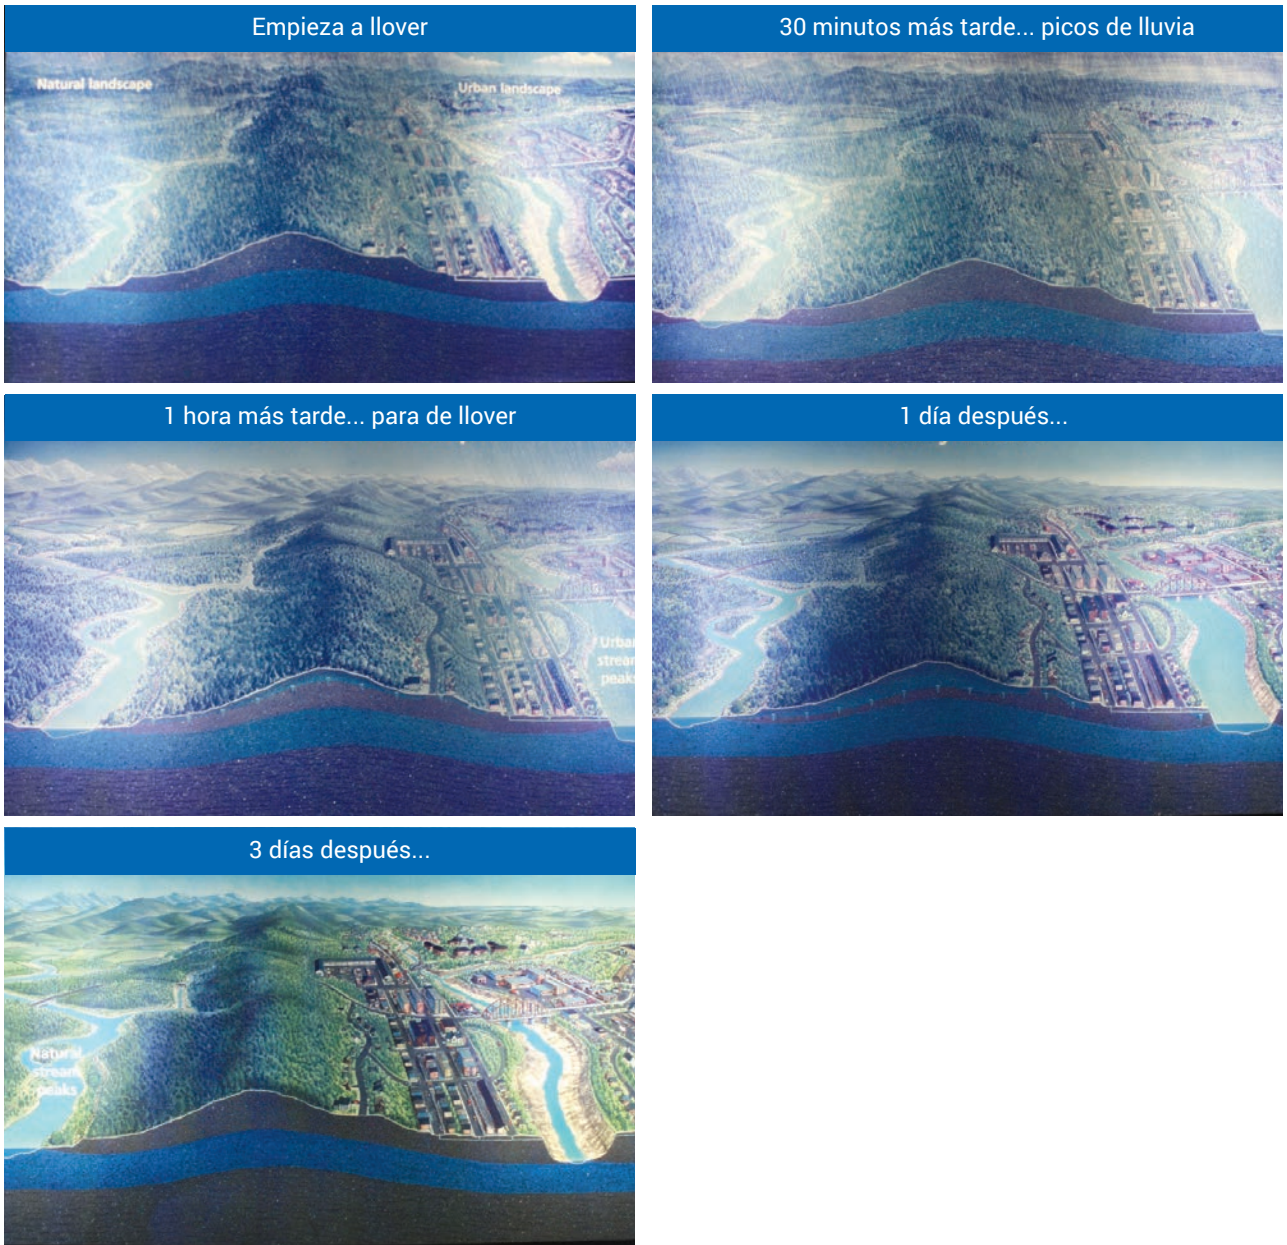 Empieza a llover
30 minutos más tarde... picos de lluvia
Natural landscape
Urban landscape
1 hora más tarde... para de llover
1 día después...
Urban
stream
peaks
3 días después...
Natural
stream
peaks